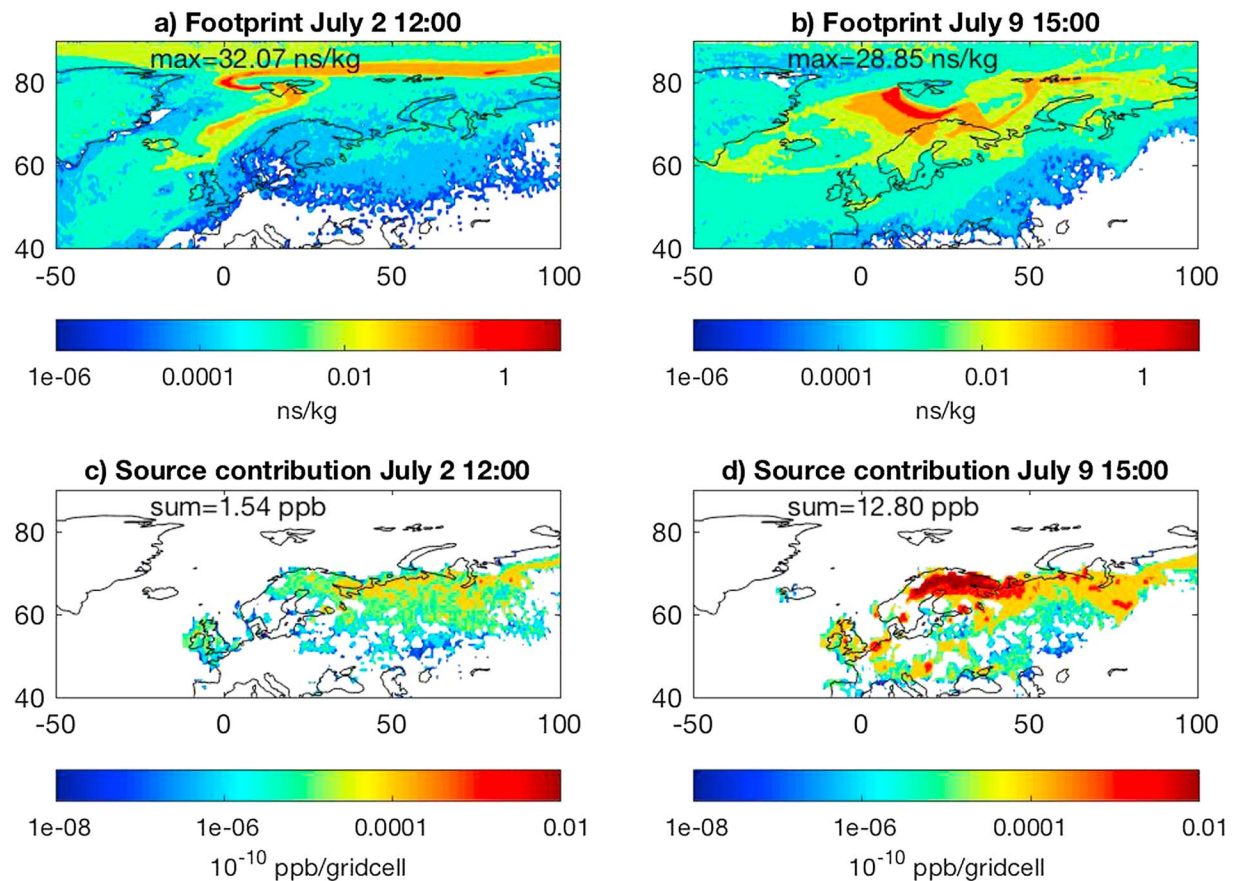 a) Footprint July 2 12:00
max=32.07 ns/kg
80
60
40
-50 0 50 100
1e-06 0.0001 0.01 1
ns/kg
b) Footprint July 9 15:00
max=28.85 ns/kg
80
60
40
-50 0 50 100
1e-06 0.0001 0.01 1
ns/kg
c) Source contribution July 2 12:00
sum=1.54 ppb
80
60
40
-50 0 50 100
1e-08 1e-06 0.0001 0.01
10⁻¹⁰ ppb/gridcell
d) Source contribution July 9 15:00
sum=12.80 ppb
80
60
40
-50 0 50 100
1e-08 1e-06 0.0001 0.01
10⁻¹⁰ ppb/gridcell